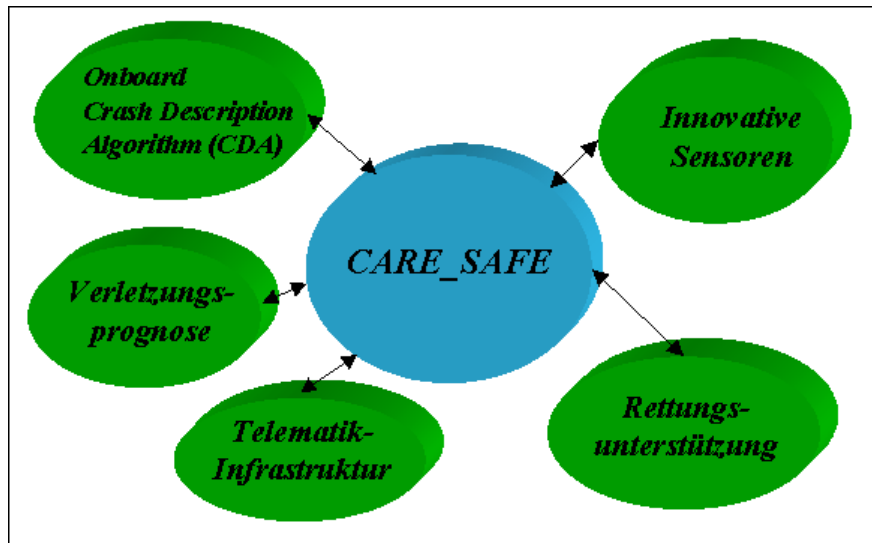 Onboard
Crash Description
Algorithm (CDA)
Innovative
Sensoren
CARE_SAFE
Verletzungs-
prognose
Telematik-
Infrastruktur
Rettungs-
unterstützung